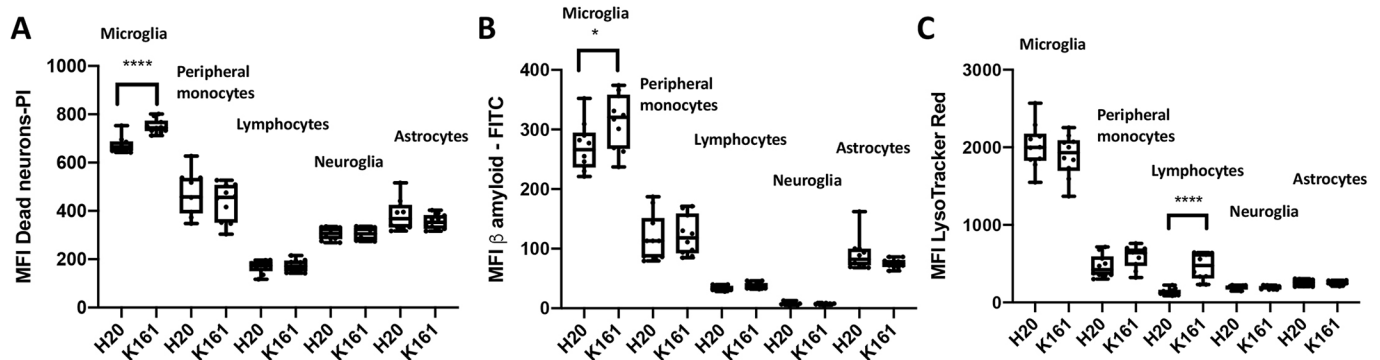 A
MFI Dead neurons-PI
1000
800
600
400
200
0
Microglia
****
Peripheral
monocytes
Lymphocytes
Neuroglia
Astrocytes
H20
K161
H20
K161
H20
K161
H20
K161
H20
K161
B
MFI β amyloid - FITC
400
300
200
100
0
Microglia
*
Peripheral
monocytes
Lymphocytes
Neuroglia
Astrocytes
H20
K161
H20
K161
H20
K161
H20
K161
H20
K161
C
MFI LysoTracker Red
3000
2000
1000
0
Microglia
Peripheral
monocytes
Lymphocytes
****
Neuroglia
Astrocytes
H20
K161
H20
K161
H20
K161
H20
K161
H20
K161